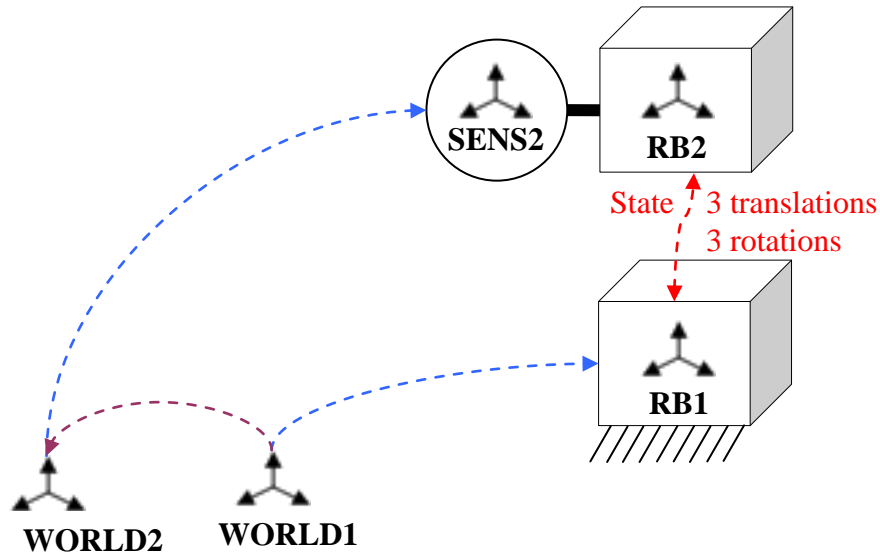 SENS2
RB2
State 3 translations
3 rotations
RB1
WORLD2
WORLD1